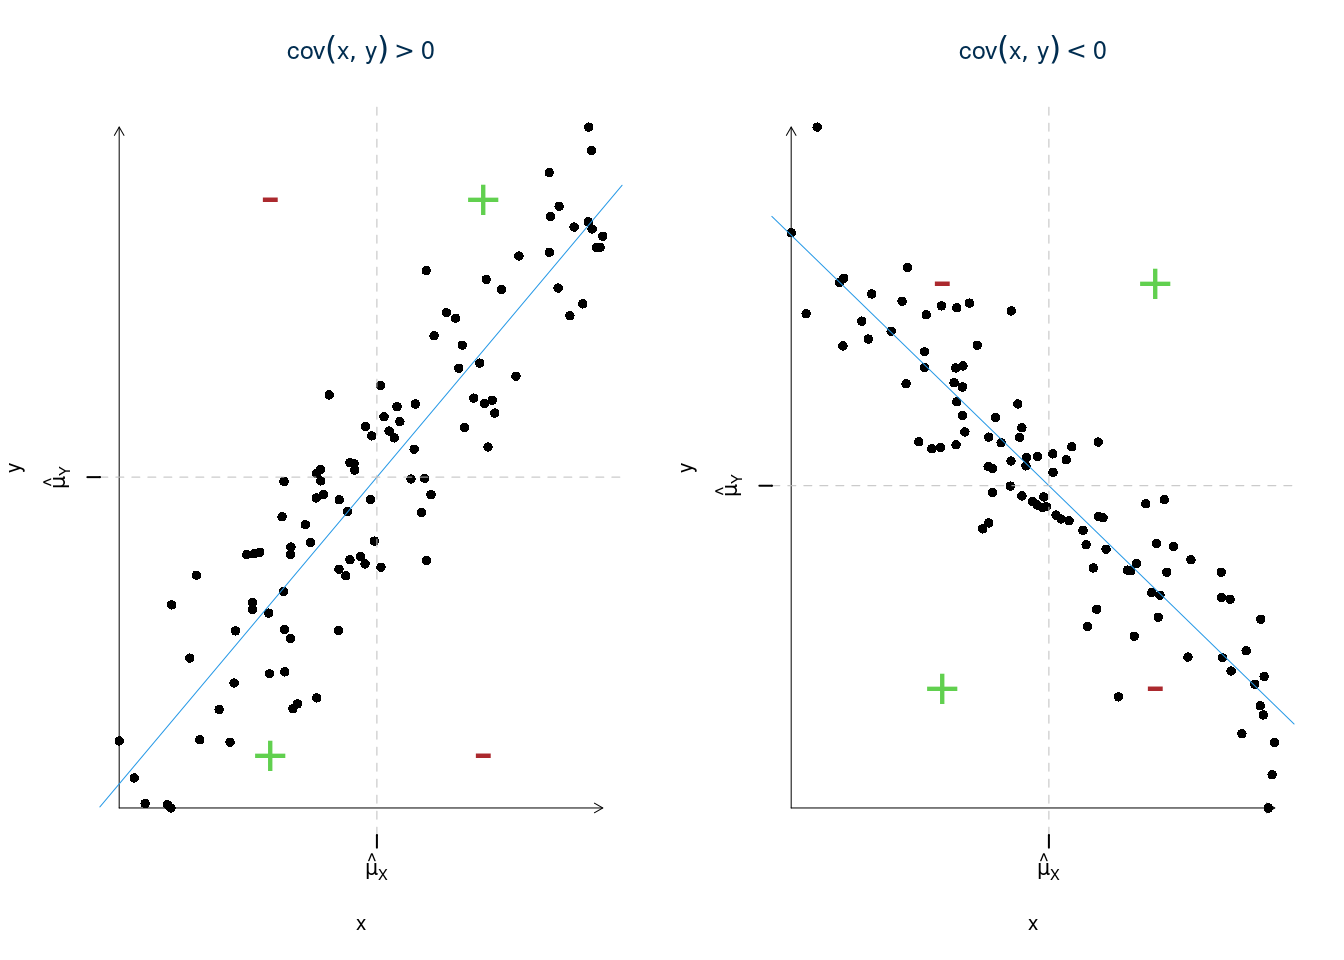 cov(x, y) > 0
- +
y
μ̂Y
+ -
μ̂X
x
cov(x, y) < 0
- +
y
μ̂Y
+ -
μ̂X
x